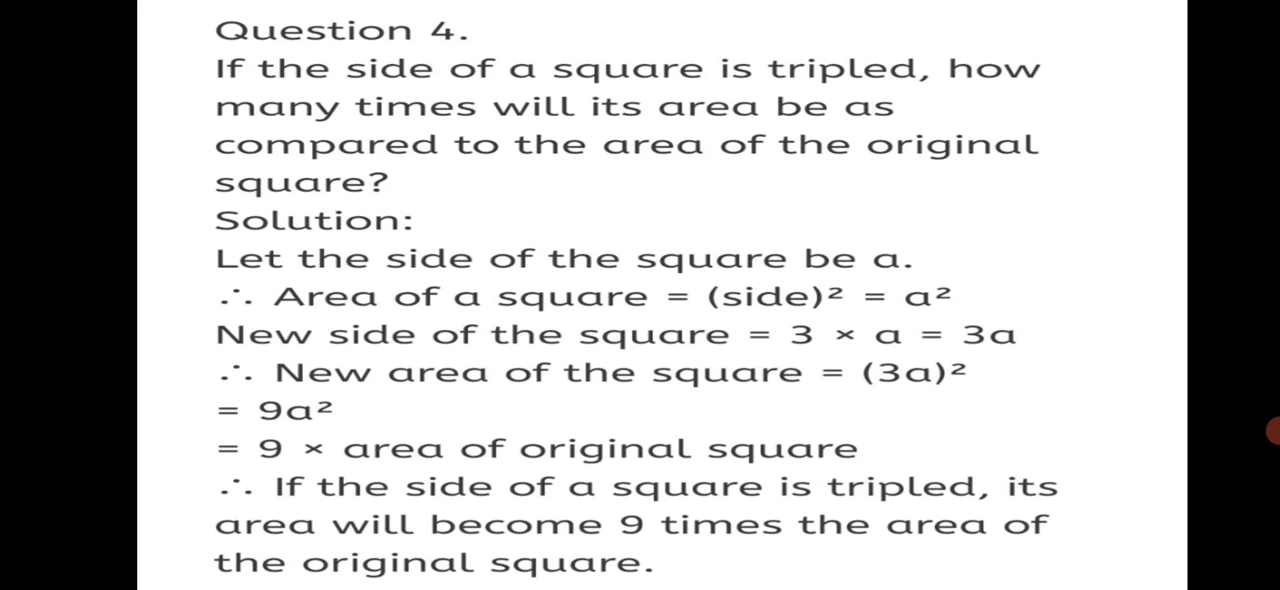 Question 4.
If the side of a square is tripled, how
many times will its area be as
compared to the area of the original
square?
Solution:
Let the side of the square be a.
∴ Area of a square = (side)² = a²
New side of the square = 3 × a = 3a
∴ New area of the square = (3a)²
= 9a²
= 9 × area of original square
∴ If the side of a square is tripled, its
area will become 9 times the area of
the original square.